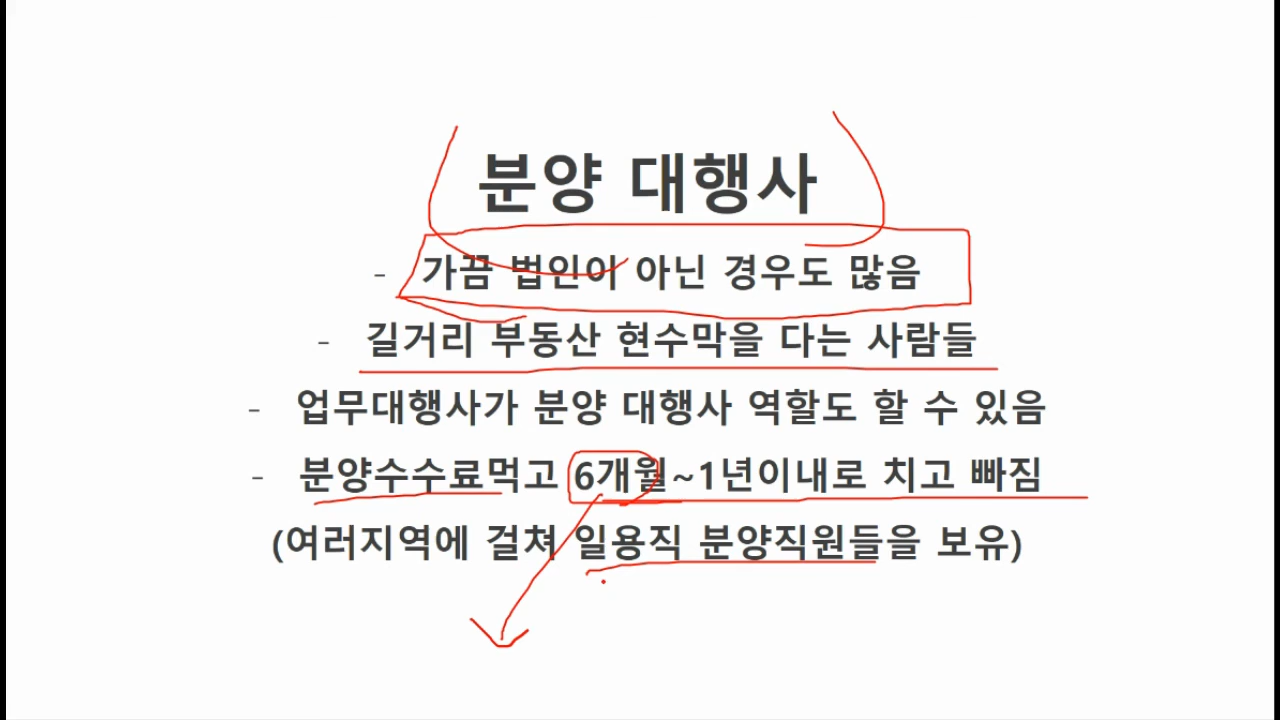 분양 대행사
- 가끔 법인이 아닌 경우도 많음
- 길거리 부동산 현수막을 다는 사람들
- 업무대행사가 분양 대행사 역할도 할 수 있음
- 분양수수료먹고 6개월~1년이내로 치고 빠짐
(여러지역에 걸쳐 일용직 분양직원들을 보유)